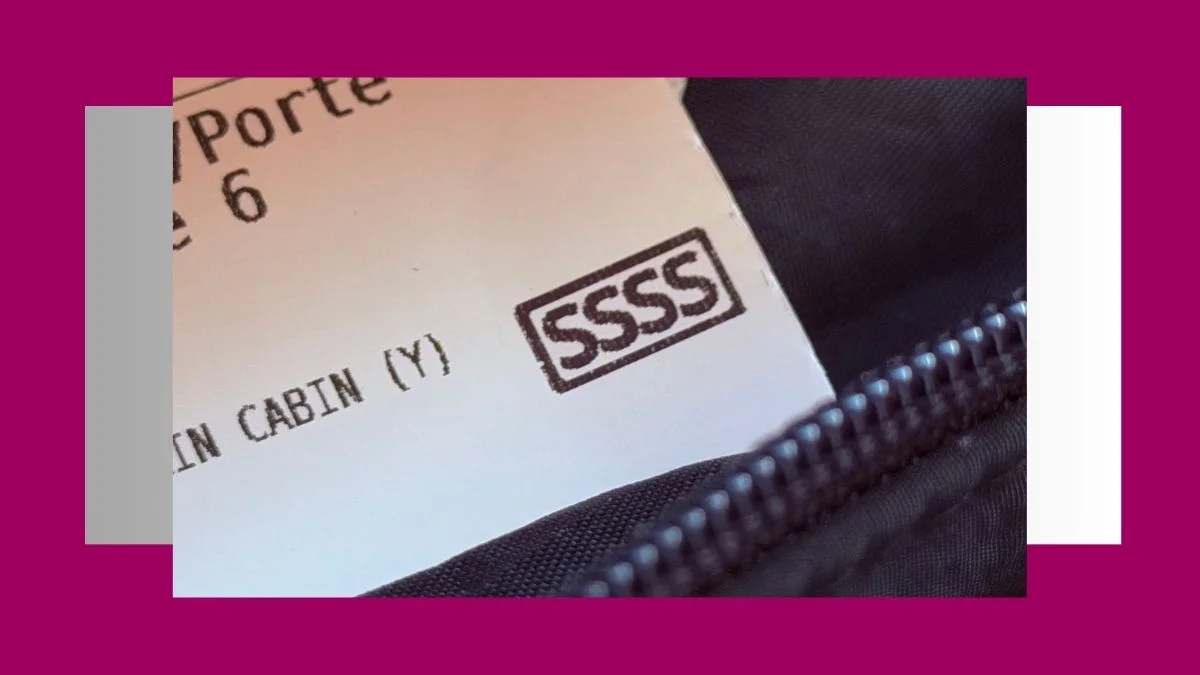 /Porte
e 6
SSSS
IN CABIN (Y)